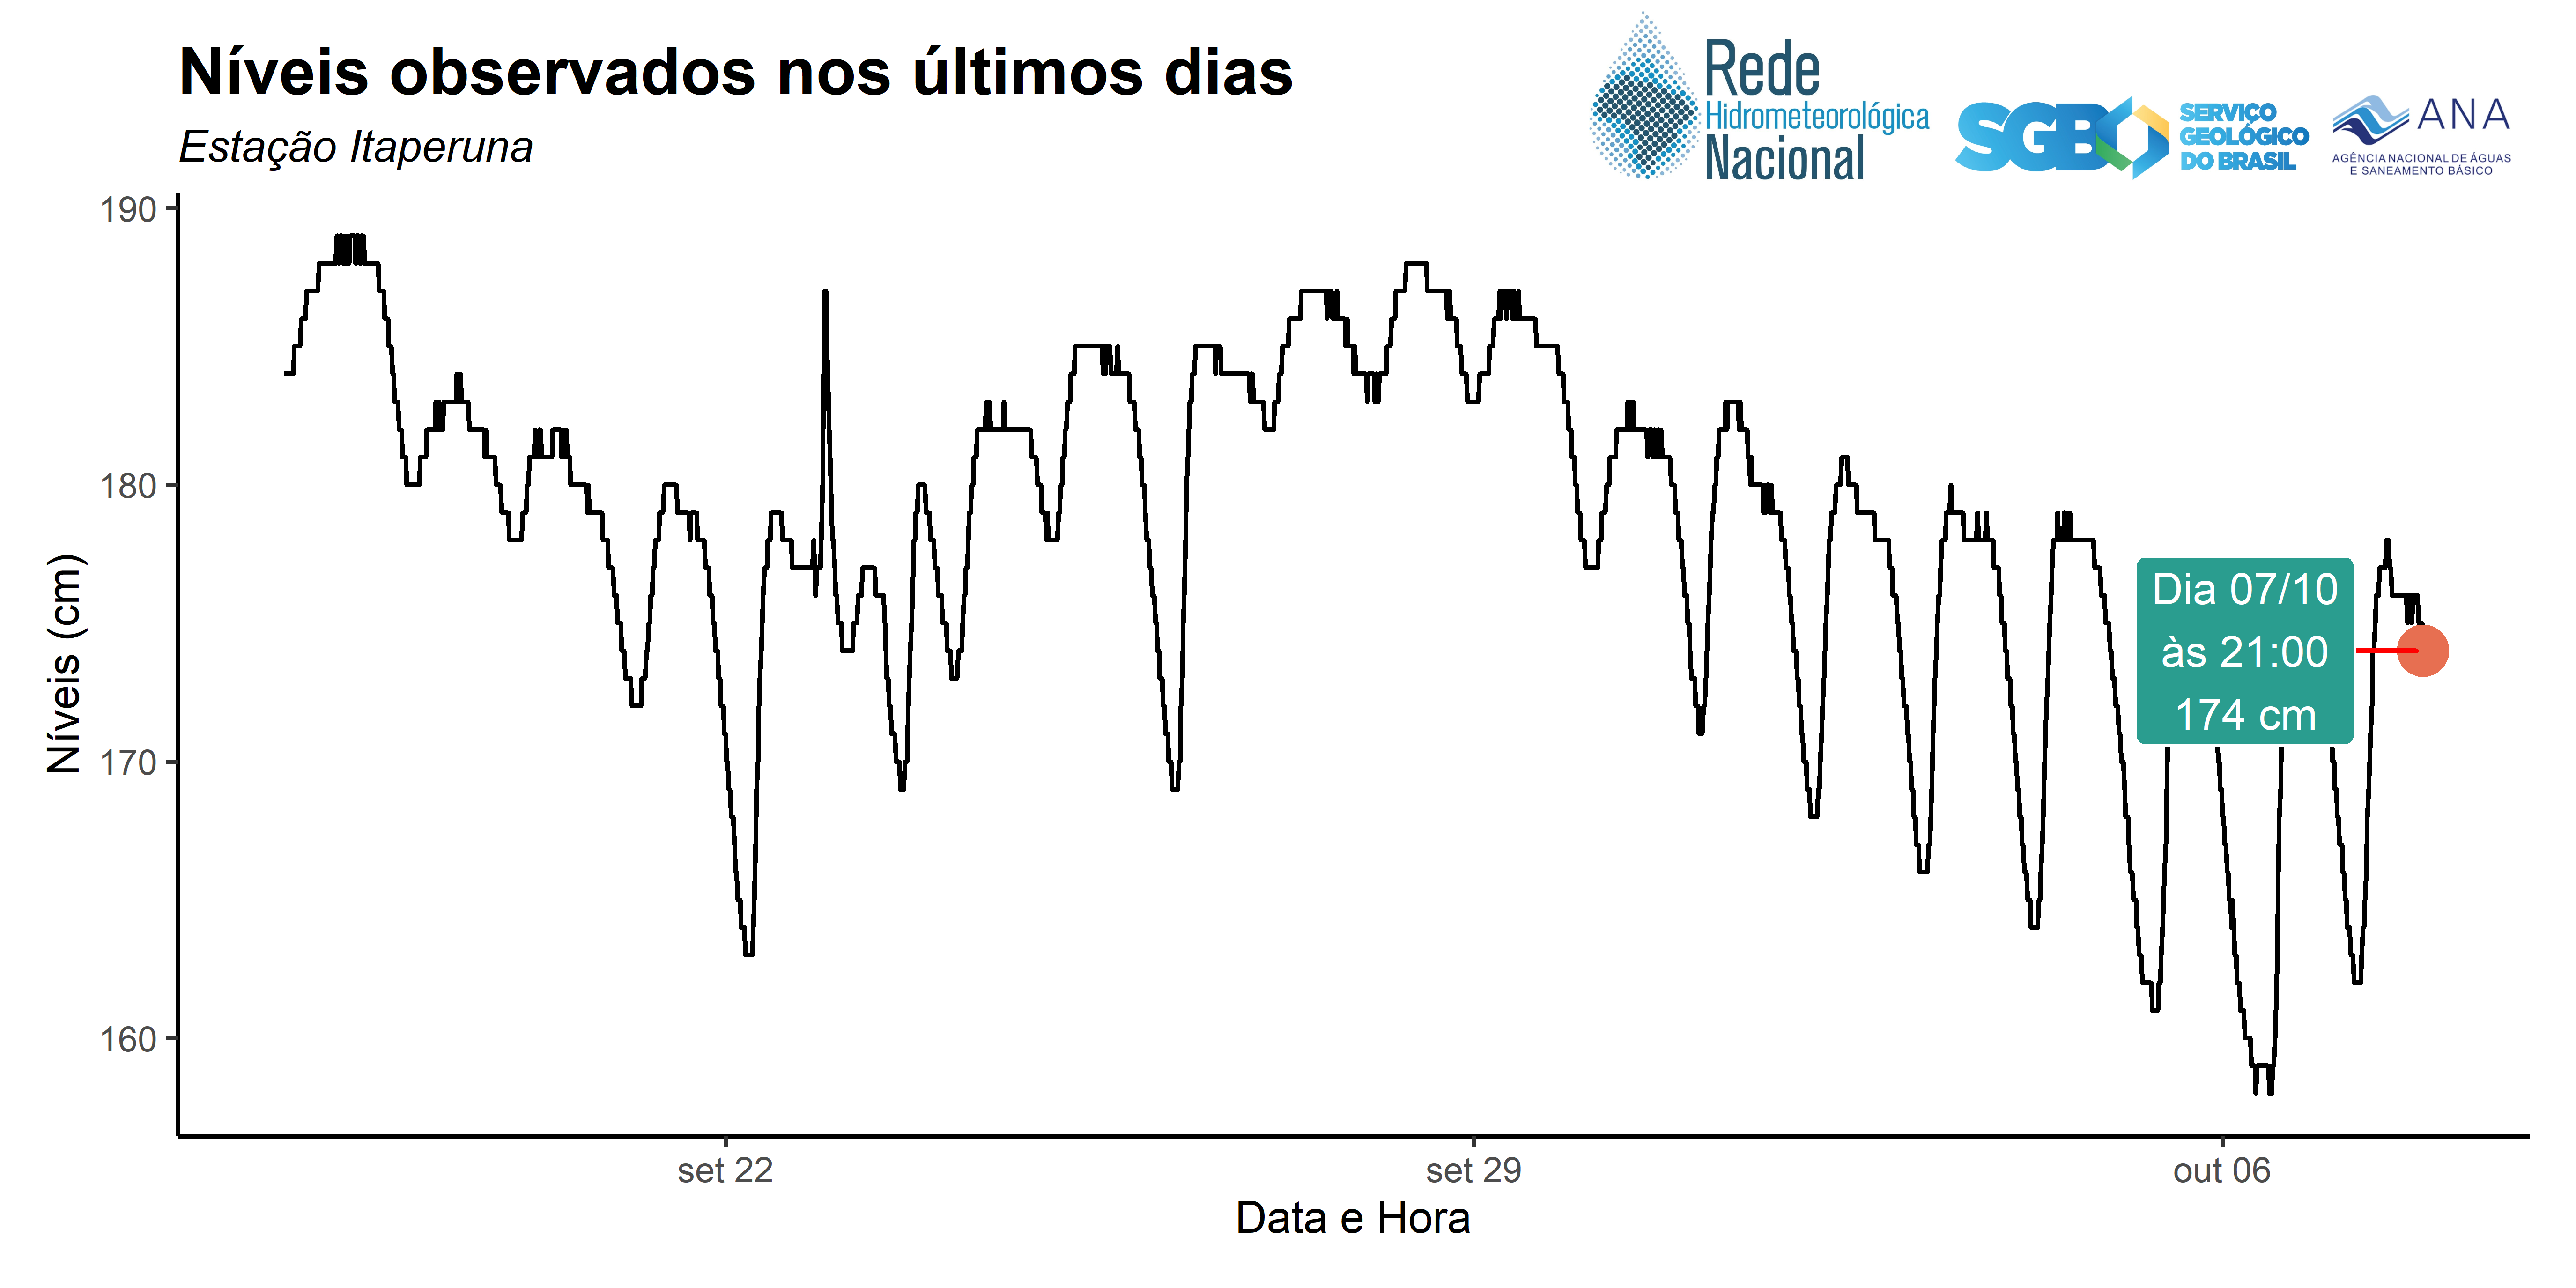 Níveis observados nos últimos dias
Estação Itaperuna
Rede
Hidrometeorológica
Nacional
SGB
SERVIÇO
GEOLÓGICO
DO BRASIL
ANA
AGÊNCIA NACIONAL DE ÁGUAS
E SANEAMENTO BÁSICO
190
180
170
160
Níveis (cm)
Dia 07/10
às 21:00
174 cm
set 22
set 29
out 06
Data e Hora